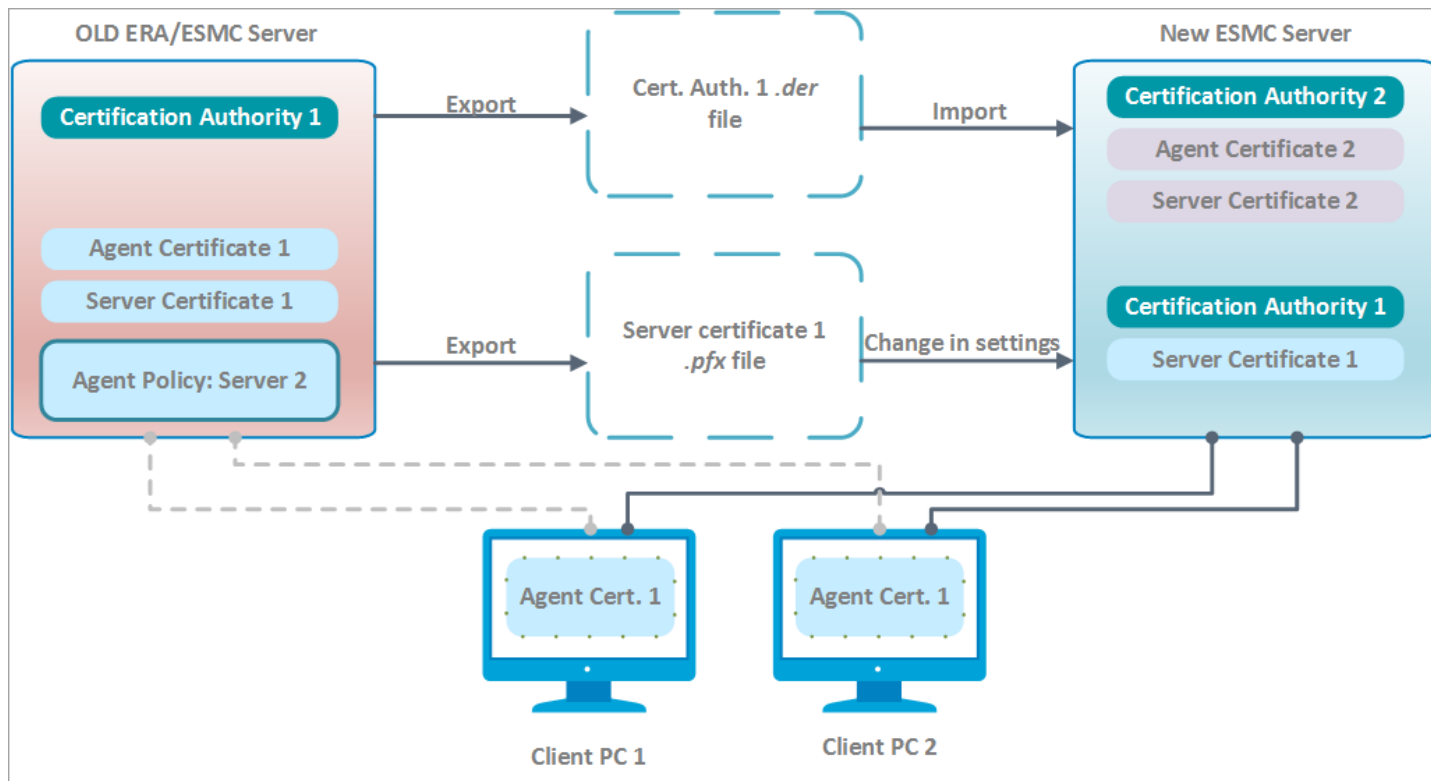 OLD ERA/ESMC Server
New ESMC Server
Certification Authority 1
Export
Cert. Auth. 1 .der
file
Import
Certification Authority 2
Agent Certificate 2
Server Certificate 2
Agent Certificate 1
Server Certificate 1
Agent Policy: Server 2
Export
Server certificate 1
.pfx file
Change in settings
Certification Authority 1
Server Certificate 1
Agent Cert. 1
Agent Cert. 1
Client PC 1
Client PC 2